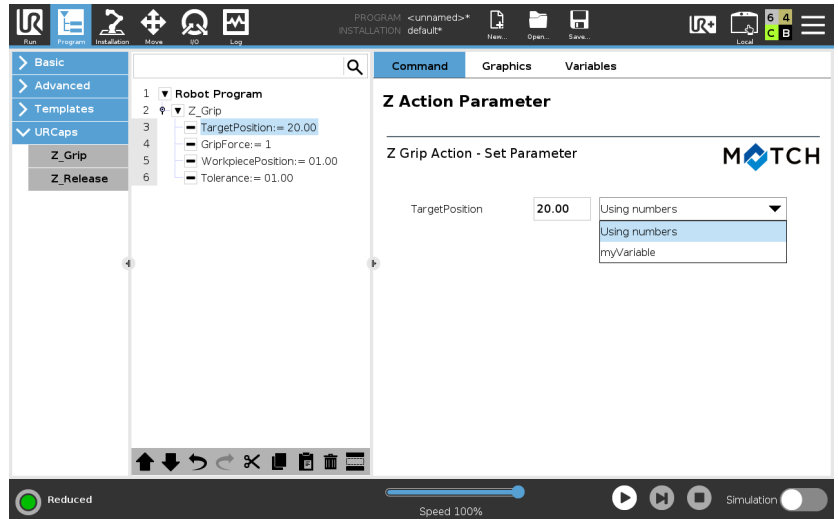 PROGRAM <unnamed>*
INSTALLATION default*
Run Program Installation Move I/O Log New... Open... Save... UR+ Local 6 4 C B
Basic
Advanced
Templates
URCaps
Z_Grip
Z_Release
1 Robot Program
2 Z_Grip
3 TargetPosition:= 20.00
4 GripForce:= 1
5 WorkpiecePosition:= 01.00
6 Tolerance:= 01.00
Command Graphics Variables
Z Action Parameter
Z Grip Action - Set Parameter MATCH
TargetPosition 20.00 Using numbers
Using numbers
myVariable
Reduced
Speed 100%
Simulation